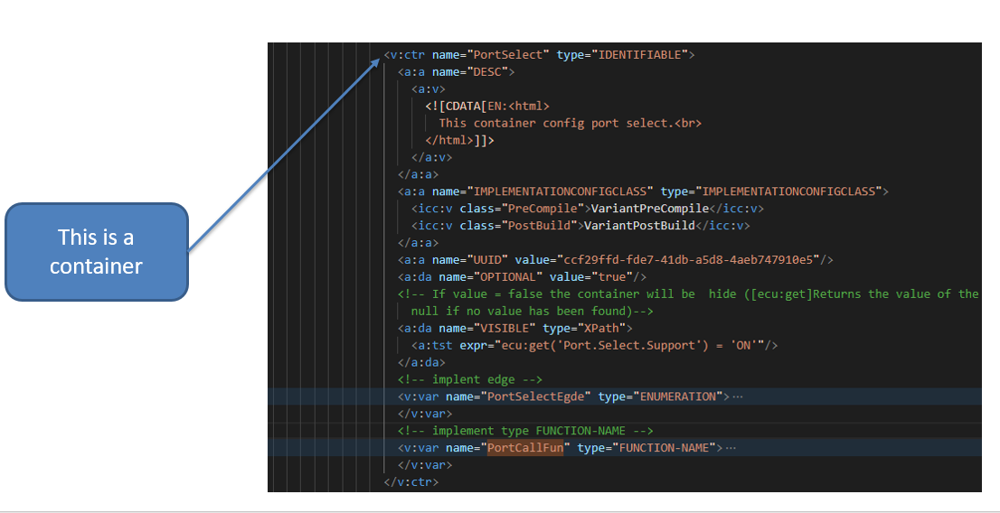 This is a
container
<v:ctr name="PortSelect" type="IDENTIFIABLE">
<a:a name="DESC">
<a:v>
<![CDATA[EN:<html>
This container config port select.<br>
</html>]]>
</a:v>
</a:a>
<a:a name="IMPLEMENTATIONCONFIGCLASS" type="IMPLEMENTATIONCONFIGCLASS">
<icc:v class="PreCompile">VariantPreCompile</icc:v>
<icc:v class="PostBuild">VariantPostBuild</icc:v>
</a:a>
<a:a name="UUID" value="ccf29ffd-fde7-41db-a5d8-4aeb747910e5"/>
<a:da name="OPTIONAL" value="true"/>
<!-- If value = false the container will be  hide ([ecu:get]Returns the value of the
null if no value has been found)-->
<a:da name="VISIBLE" type="XPath">
<a:tst expr="ecu:get('Port.Select.Support') = 'ON'"/>
</a:da>
<!-- implent edge -->
<v:var name="PortSelectEgde" type="ENUMERATION">···
</v:var>
<!-- implement type FUNCTION-NAME -->
<v:var name="PortCallFun" type="FUNCTION-NAME">···
</v:var>
</v:ctr>